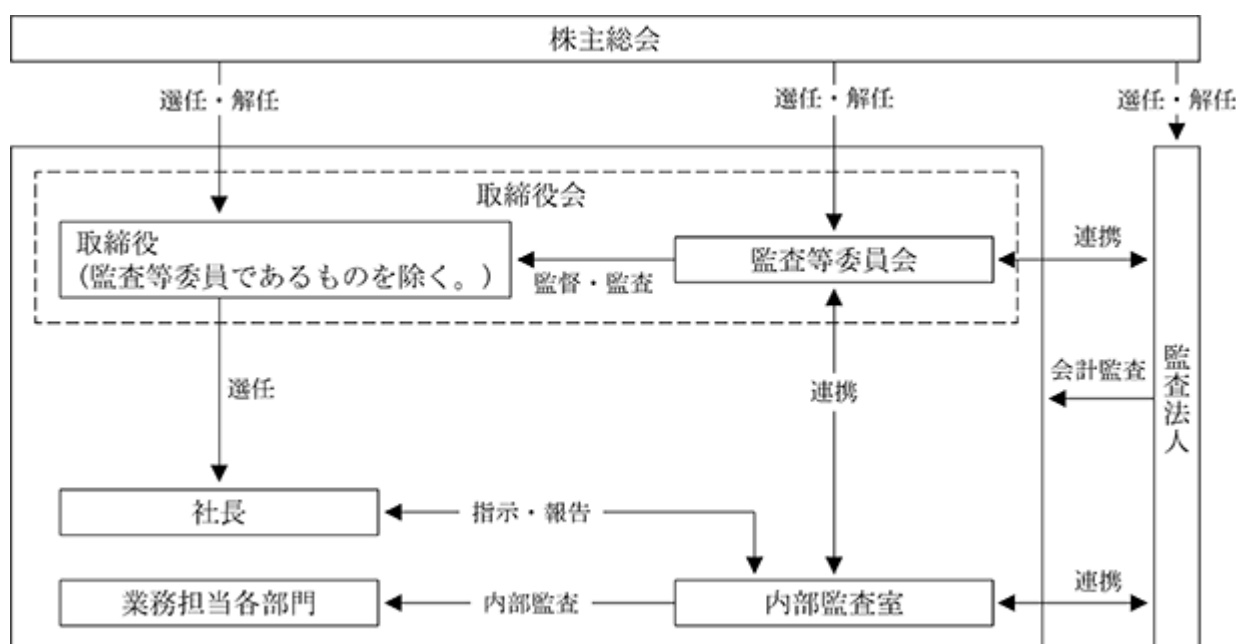 株主総会
選任・解任
選任・解任
選任・解任
取締役会
取締役
(監査等委員であるものを除く。)
監督・監査
監査等委員会
連携
選任
連携
会計監査
監査法人
社長
指示・報告
業務担当各部門
内部監査
内部監査室
連携